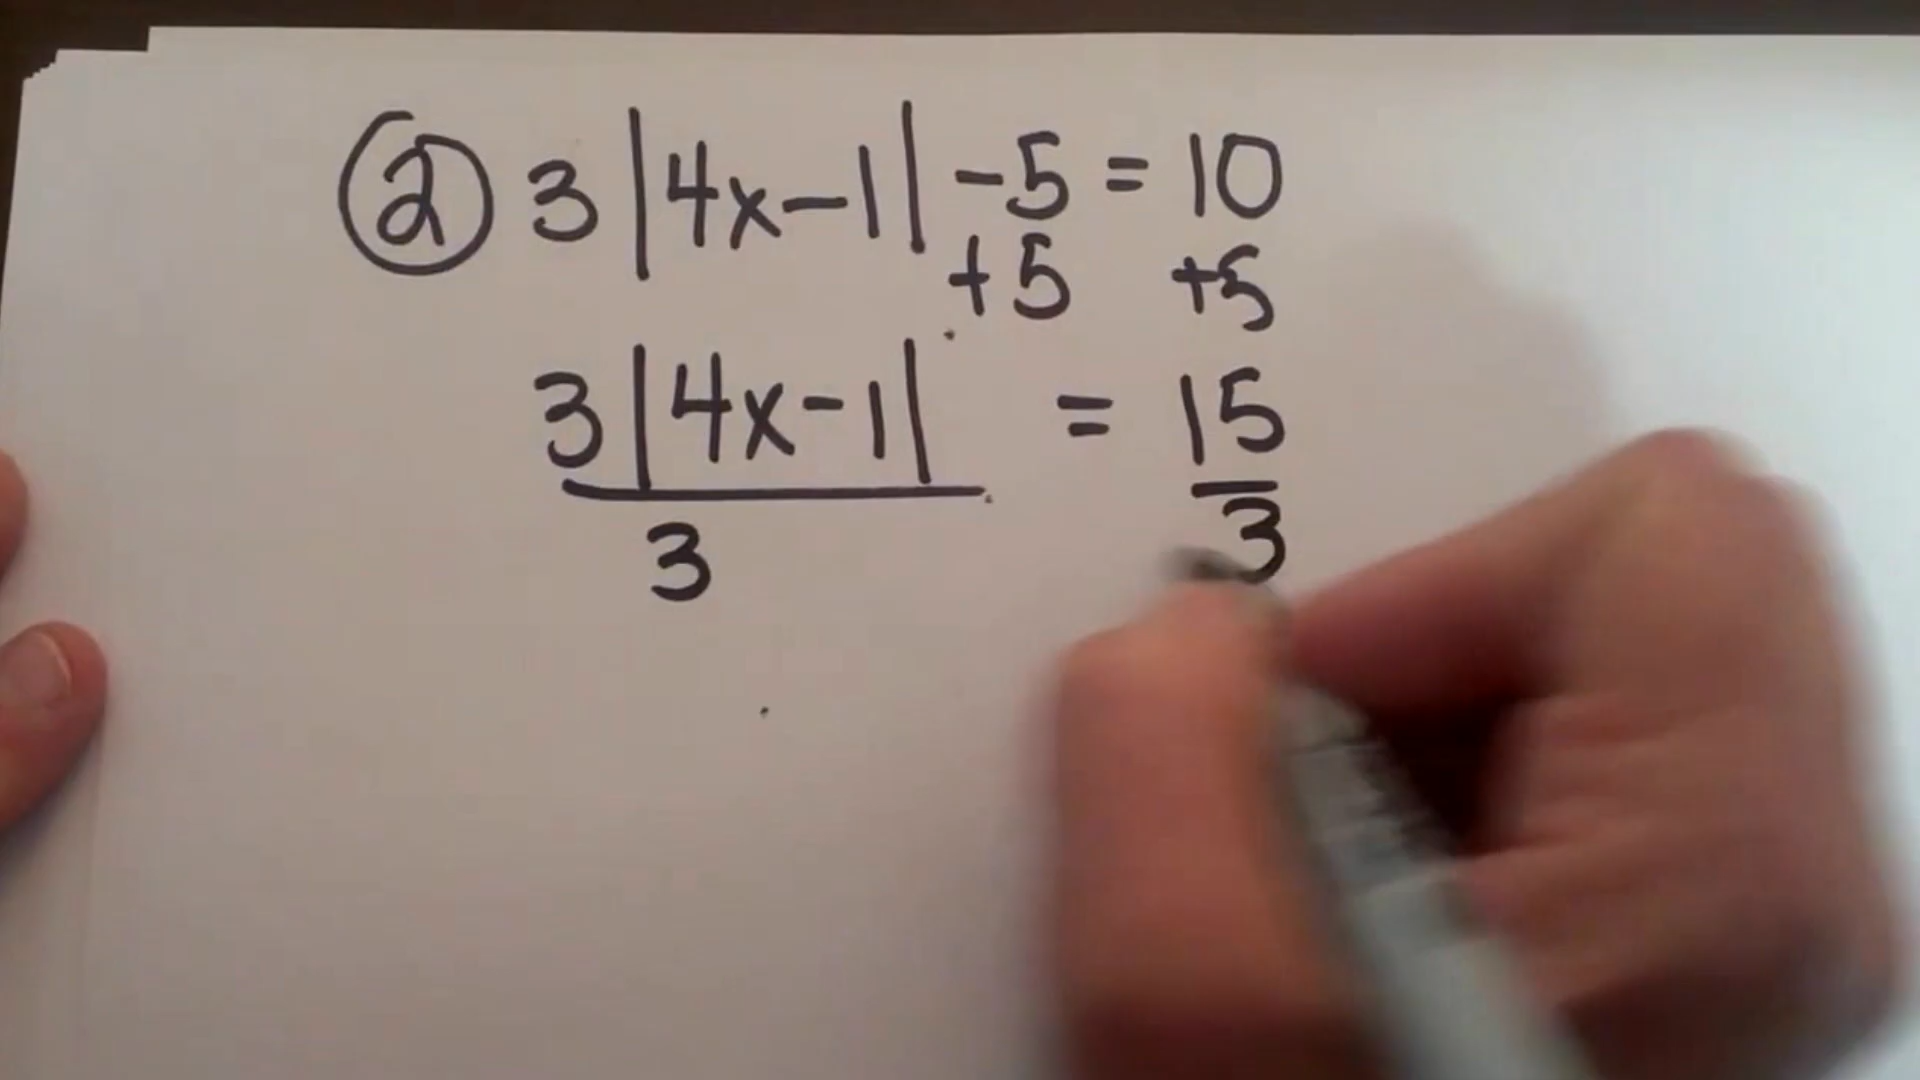 ② 3|4x-1| -5 = 10
+5 +5
3|4x-1| = 15
3 3